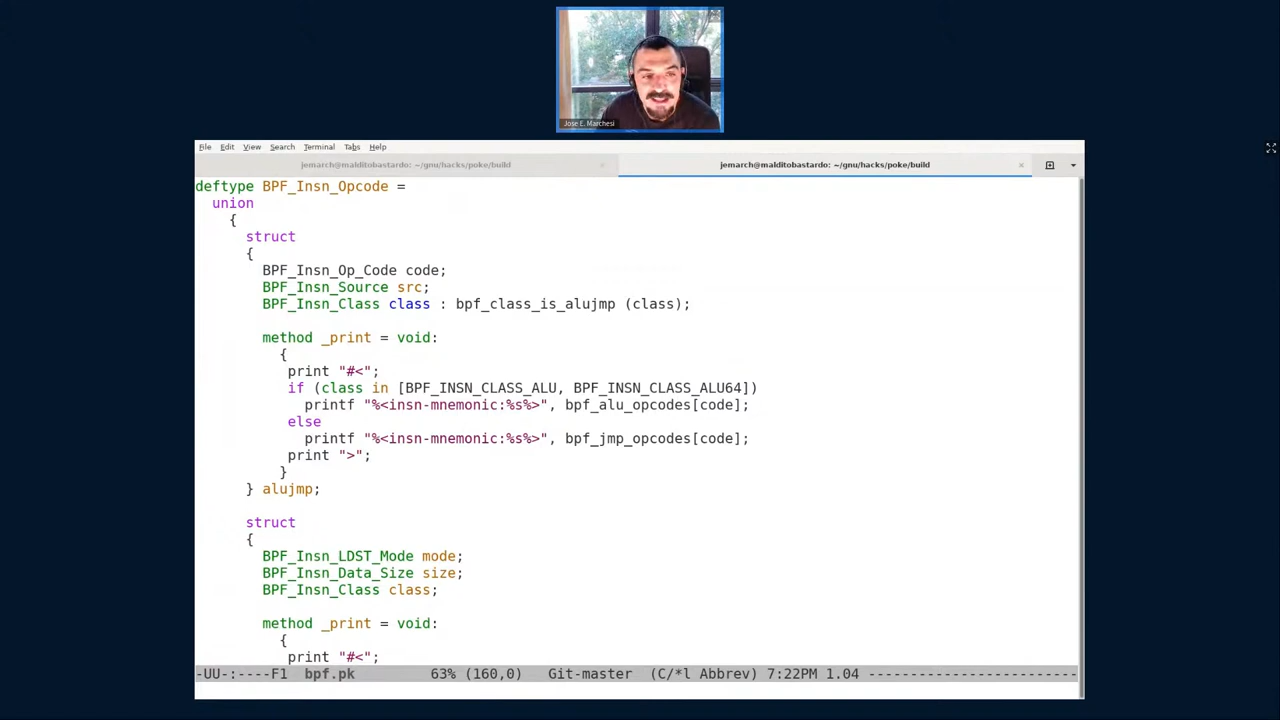 Jose E. Marchesi
File Edit View Search Terminal Tabs Help
jemarch@malditobastardo: ~/gnu/hacks/poke/build × jemarch@malditobastardo: ~/gnu/hacks/poke/build ×
deftype BPF_Insn_Opcode =
union
{
struct
{
BPF_Insn_Op_Code code;
BPF_Insn_Source src;
BPF_Insn_Class class : bpf_class_is_alujmp (class);
method _print = void:
{
print "#<";
if (class in [BPF_INSN_CLASS_ALU, BPF_INSN_CLASS_ALU64])
printf "%<insn-mnemonic:%s%>", bpf_alu_opcodes[code];
else
printf "%<insn-mnemonic:%s%>", bpf_jmp_opcodes[code];
print ">";
}
} alujmp;
struct
{
BPF_Insn_LDST_Mode mode;
BPF_Insn_Data_Size size;
BPF_Insn_Class class;
method _print = void:
{
print "#<";
-UU-:----F1 bpf.pk 63% (160,0) Git-master (C/*l Abbrev) 7:22PM 1.04 -------------------------